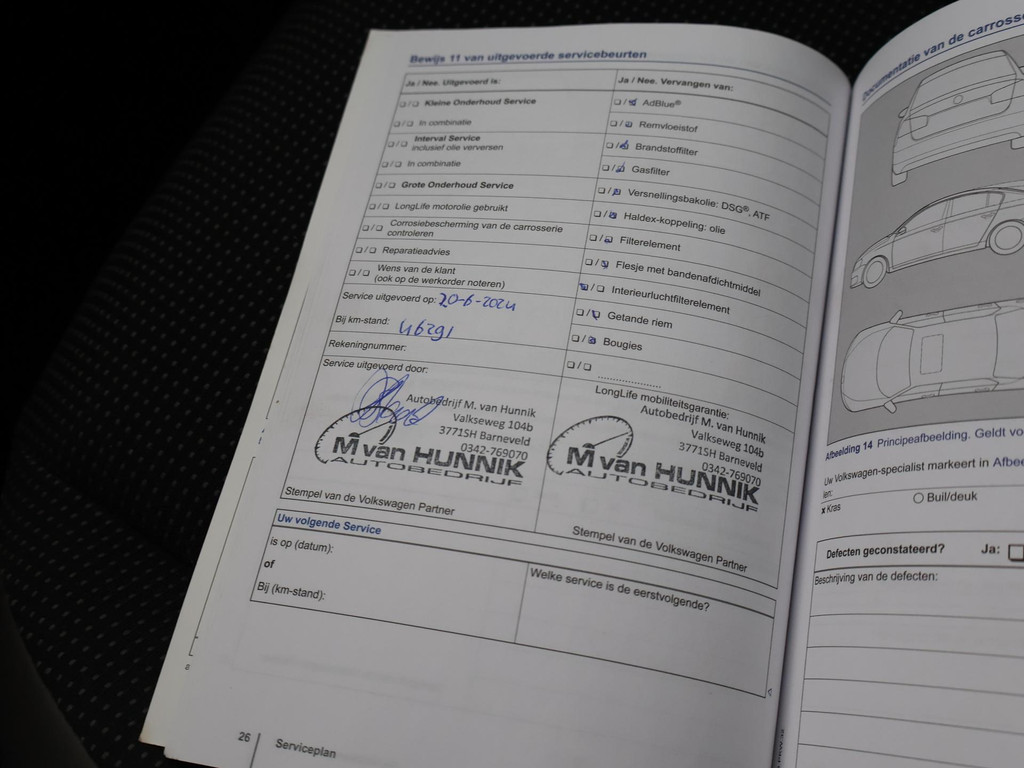 Bewijs 11 van uitgevoerde servicebeurten
Ja / Nee. Uitgevoerd is:
Kleine Onderhoud Service
In combinatie
Interval Service
inclusief olie verversen
In combinatie
Grote Onderhoud Service
LongLife motorolie gebruikt
Corrosiebescherming van de carrosserie
controleren
Reparatieadvies
Wens van de klant
(ook op de werkorder noteren)
Service uitgevoerd op: 20-6-2024
Bij km-stand: 46291
Rekeningnummer:
Service uitgevoerd door:
Autobedrijf M. van Hunnik
Valkseweg 104b
3771SH Barneveld
0342-769070
M van HUNNIK
AUTOBEDRIJF
Stempel van de Volkswagen Partner
Ja / Nee. Vervangen van:
AdBlue®
Remvloeistof
Brandstoffilter
Gasfilter
Versnellingsbakolie: DSG®, ATF
Haldex-koppeling: olie
Filterelement
Flesje met bandenafdichtmiddel
Interieurluchtfilterelement
Getande riem
Bougies
....................
LongLife mobiliteitsgarantie:
Autobedrijf M. van Hunnik
Valkseweg 104b
3771SH Barneveld
0342-769070
M van HUNNIK
AUTOBEDRIJF
Stempel van de Volkswagen Partner
Uw volgende Service
is op (datum):
of
Bij (km-stand):
Welke service is de eerstvolgende?
26 Serviceplan
Documentatie van de
Afbeelding 14 Principeafbeelding. Geldt
Uw Volkswagen-specialist markeert in
x Kras
Buil/deuk
Defecten geconstateerd? Ja:
Beschrijving van de defecten: